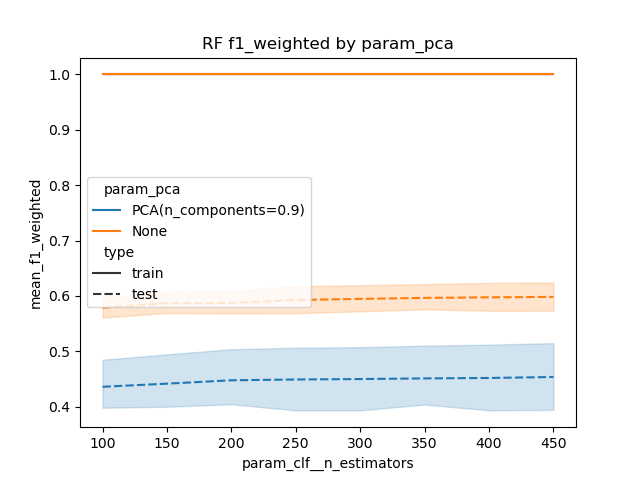 RF f1_weighted by param_pca
mean_f1_weighted
1.0
0.9
0.8
0.7
0.6
0.5
0.4
param_pca
PCA(n_components=0.9)
None
type
train
test
100 150 200 250 300 350 400 450
param_clf__n_estimators